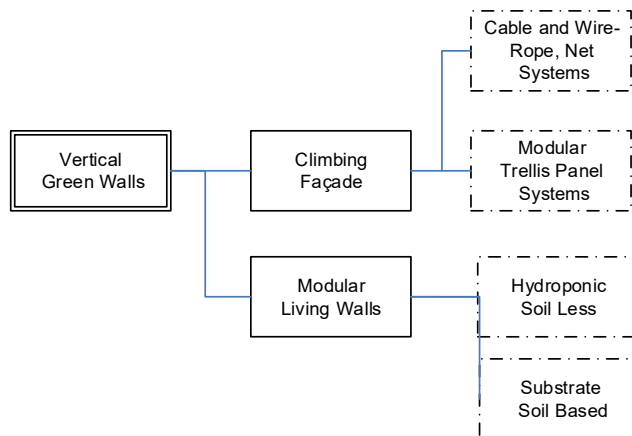 Cable and Wire-
Rope, Net
Systems
Vertical
Green Walls
Climbing
Façade
Modular
Trellis Panel
Systems
Modular
Living Walls
Hydroponic
Soil Less
Substrate
Soil Based